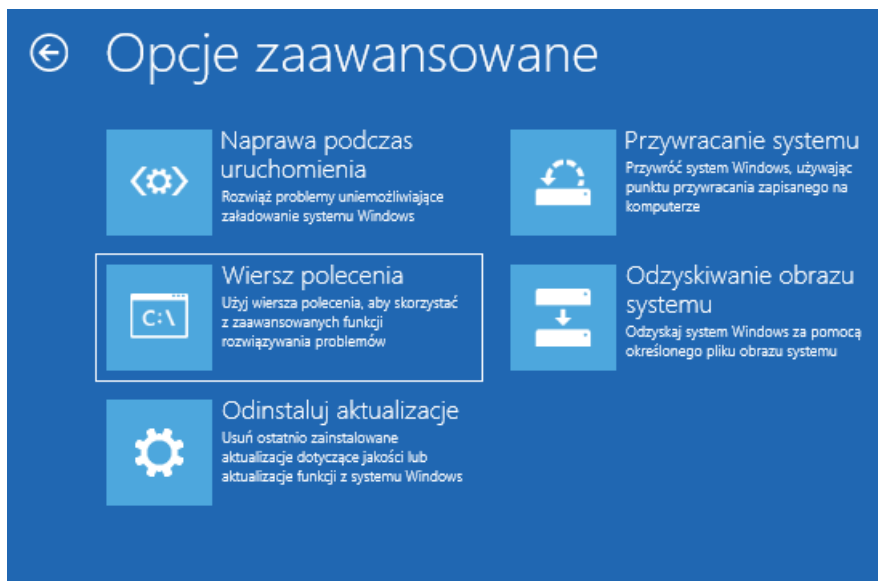 Opcje zaawansowane
Naprawa podczas
uruchomienia
Rozwiąż problemy uniemożliwiające
załadowanie systemu Windows
Przywracanie systemu
Przywróć system Windows, używając
punktu przywracania zapisanego na
komputerze
C:\
Wiersz polecenia
Użyj wiersza polecenia, aby skorzystać
z zaawansowanych funkcji
rozwiązywania problemów
Odzyskiwanie obrazu
systemu
Odzyskaj system Windows za pomocą
określonego pliku obrazu systemu
Odinstaluj aktualizacje
Usuń ostatnio zainstalowane
aktualizacje dotyczące jakości lub
aktualizacje funkcji z systemu Windows